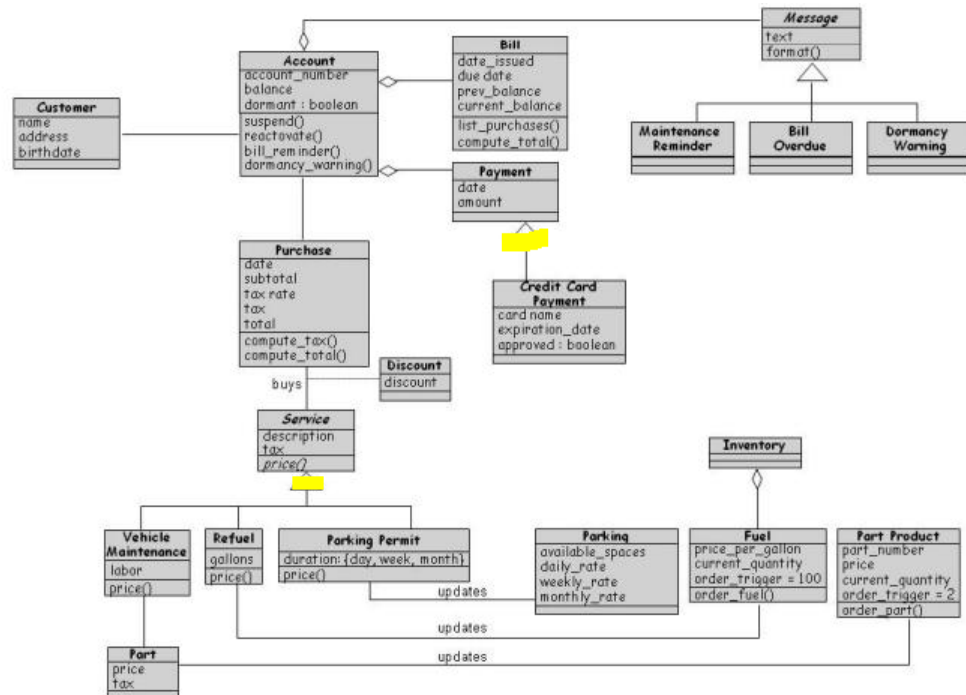 Message
text
format()
Account
account_number
balance
dormant : boolean
suspend()
reactovate()
bill_reminder()
dormancy_warning()
Bill
date_issued
due date
prev_balance
current_balance
list_purchases()
compute_total()
Customer
name
address
birthdate
Maintenance
Reminder
Bill
Overdue
Dormancy
Warning
Payment
date
amount
Purchase
date
subtotal
tax rate
tax
total
compute_tax()
compute_total()
Credit Card
Payment
card name
expiration_date
approved : boolean
Discount
discount
buys
Service
description
tax
price()
Inventory
Vehicle
Maintenance
labor
price()
Refuel
gallons
price()
Parking Permit
duration: {day, week, month}
price()
Parking
available_spaces
daily_rate
weekly_rate
monthly_rate
Fuel
price_per_gallon
current_quantity
order_trigger = 100
order_fuel()
Part Product
part_number
price
current_quantity
order_trigger = 2
order_part()
updates
updates
updates
Part
price
tax